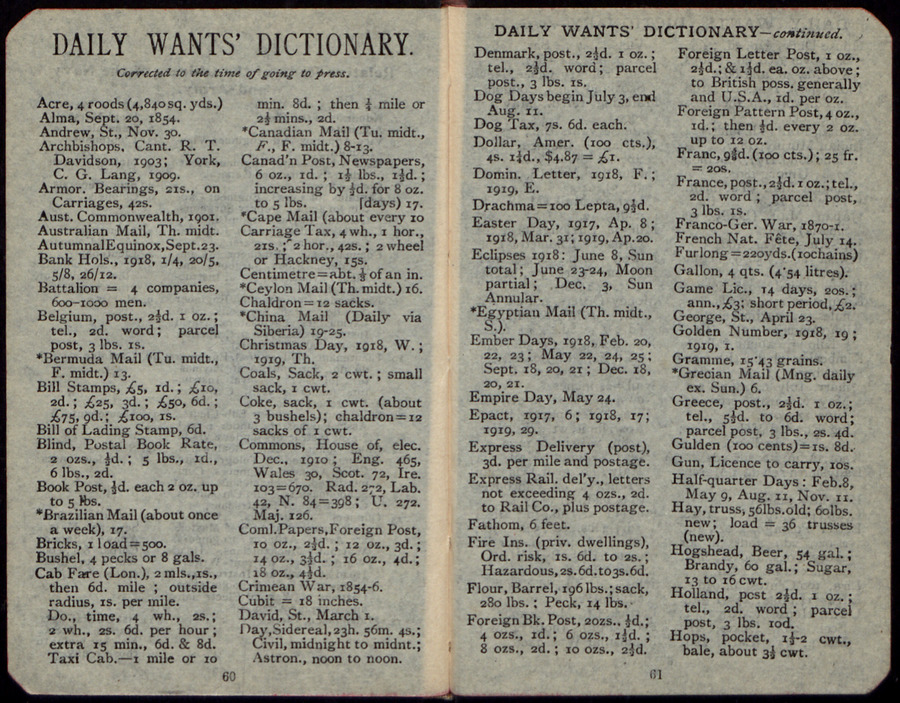 DAILY WANTS' DICTIONARY.
Corrected to the time of going to press.
Acre, 4 roods (4,840 sq. yds.)
Alma, Sept. 20, 1854.
Andrew, St., Nov. 30.
Archbishops, Cant. R. T.
Davidson, 1903; York,
C. G. Lang, 1909.
Armor. Bearings, 21s., on
Carriages, 42s.
Aust. Commonwealth, 1901.
Australian Mail, Th. midt.
Autumnal Equinox, Sept. 23.
Bank Hols., 1918, 1/4, 20/5,
5/8, 26/12.
Battalion = 4 companies,
600-1000 men.
Belgium, post., 2½d. 1 oz.;
tel., 2d. word; parcel
post, 3 lbs. 1s.
*Bermuda Mail (Tu. midt.,
F. midt.) 13.
Bill Stamps, £5, 1d.; £10,
2d.; £25, 3d.; £50, 6d.;
£75, 9d.; £100, 1s.
Bill of Lading Stamp, 6d.
Blind, Postal Book Rate,
2 ozs., ½d.; 5 lbs., 1d.,
6 lbs., 2d.
Book Post, ½d. each 2 oz. up
to 5 lbs.
*Brazilian Mail (about once
a week), 17.
Bricks, 1 load=500.
Bushel, 4 pecks or 8 gals.
Cab Fare (Lon.), 2 mls., 1s.,
then 6d. mile; outside
radius, 1s. per mile.
Do., time, 4 wh., 2s.;
2 wh., 2s. 6d. per hour;
extra 15 min., 6d. & 8d.
Taxi Cab.—1 mile or 10
min. 8d.; then ¼ mile or
2½ mins., 2d.
*Canadian Mail (Tu. midt.,
F., F. midt.) 8-13.
Canad'n Post, Newspapers,
6 oz., 1d.; 1½ lbs., 1½d.;
increasing by ½d. for 8 oz.
to 5 lbs. [days) 17.
*Cape Mail (about every 10
Carriage Tax, 4 wh., 1 hor.,
21s.; 2 hor., 42s.; 2 wheel
or Hackney, 15s.
Centimetre=abt. ⅖ of an in.
*Ceylon Mail (Th. midt.) 16.
Chaldron=12 sacks.
*China Mail (Daily via
Siberia) 19-25.
Christmas Day, 1918, W.;
1919, Th.
Coals, Sack, 2 cwt.; small
sack, 1 cwt.
Coke, sack, 1 cwt. (about
3 bushels); chaldron=12
sacks of 1 cwt.
Commons, House of, elec.
Dec., 1910; Eng. 465,
Wales 30, Scot. 72, Ire.
103=670. Rad. 272, Lab.
42, N. 84=398; U. 272.
Maj. 126.
Coml. Papers, Foreign Post,
10 oz., 2½d.; 12 oz., 3d.;
14 oz., 3½d.; 16 oz., 4d.;
18 oz., 4½d.
Crimean War, 1854-6.
Cubit = 18 inches.
David, St., March 1.
Day, Sidereal, 23h. 56m. 4s.;
Civil, midnight to midnt.;
Astron., noon to noon.
60
DAILY WANTS' DICTIONARY—continued.
Denmark, post., 2½d. 1 oz.;
tel., 2½d. word; parcel
post., 3 lbs. 1s.
Dog Days begin July 3, end
Aug. 11.
Dog Tax, 7s. 6d. each.
Dollar, Amer. (100 cts.),
4s. 1½d., $4.87 = £1.
Domin. Letter, 1918, F.;
1919, E.
Drachma=100 Lepta, 9½d.
Easter Day, 1917, Ap. 8;
1918, Mar. 31; 1919, Ap. 20.
Eclipses 1918: June 8, Sun
total; June 23-24, Moon
partial; Dec. 3, Sun
Annular.
*Egyptian Mail (Th. midt.,
S.).
Ember Days, 1918, Feb. 20,
22, 23; May 22, 24, 25;
Sept. 18, 20, 21; Dec. 18,
20, 21.
Empire Day, May 24.
Epact, 1917, 6; 1918, 17;
1919, 29.
Express Delivery (post),
3d. per mile and postage.
Express Rail. del'y., letters
not exceeding 4 ozs., 2d.
to Rail Co., plus postage.
Fathom, 6 feet.
Fire Ins. (priv. dwellings),
Ord. risk, 1s. 6d. to 2s.;
Hazardous, 2s. 6d. to 3s. 6d.
Flour, Barrel, 196 lbs.; sack,
280 lbs.; Peck, 14 lbs.
Foreign Bk. Post, 2ozs., ½d.;
4 ozs., 1d.; 6 ozs., 1½d.;
8 ozs., 2d.; 10 ozs., 2½d.
Foreign Letter Post, 1 oz.,
2½d.; & 1½d. ea. oz. above;
to British poss. generally
and U.S.A., 1d. per oz.
Foreign Pattern Post, 4 oz.,
1d.; then ½d. every 2 oz.
up to 12 oz.
Franc, 9⅝d. (100 cts.); 25 fr.
= 20s.
France, post., 2½d. 1 oz.; tel.,
2d. word; parcel post,
3 lbs. 1s.
Franco-Ger. War, 1870-1.
French Nat. Fête, July 14.
Furlong=220yds. (10chains)
Gallon, 4 qts. (4·54 litres).
Game Lic., 14 days, 20s.;
ann., £3; short period, £2.
George, St., April 23.
Golden Number, 1918, 19;
1919, 1.
Gramme, 15·43 grains.
*Grecian Mail (Mng. daily
ex. Sun.) 6.
Greece, post., 2½d. 1 oz.;
tel., 5½d. to 6d. word;
parcel post, 3 lbs., 2s. 4d.
Gulden (100 cents)=1s. 8d.
Gun, Licence to carry, 10s.
Half-quarter Days: Feb. 8,
May 9, Aug. 11, Nov. 11.
Hay, truss, 56lbs. old; 60lbs.
new; load = 36 trusses
(new).
Hogshead, Beer, 54 gal.;
Brandy, 60 gal.; Sugar,
13 to 16 cwt.
Holland, post 2½d. 1 oz.;
tel., 2d. word; parcel
post, 3 lbs. 10d.
Hops, pocket, 1½-2 cwt.,
bale, about 3½ cwt.
61